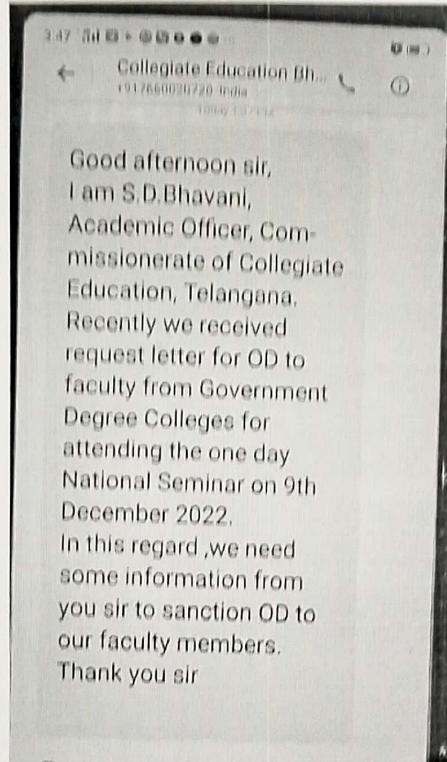 3:47
Collegiate Education Bh...
India
Good afternoon sir,
I am S.D.Bhavani,
Academic Officer, Com-
missionerate of Collegiate
Education, Telangana.
Recently we received
request letter for OD to
faculty from Government
Degree Colleges for
attending the one day
National Seminar on 9th
December 2022.
In this regard ,we need
some information from
you sir to sanction OD to
our faculty members.
Thank you sir